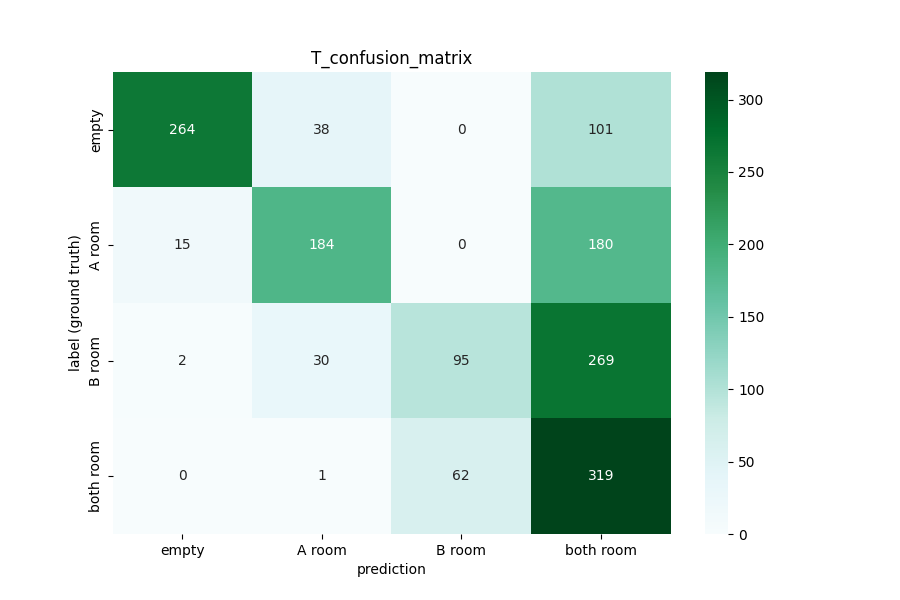 T_confusion_matrix
label (ground truth)
empty 264 38 0 101
A room 15 184 0 180
B room 2 30 95 269
both room 0 1 62 319
empty A room B room both room
prediction
300
250
200
150
100
50
0